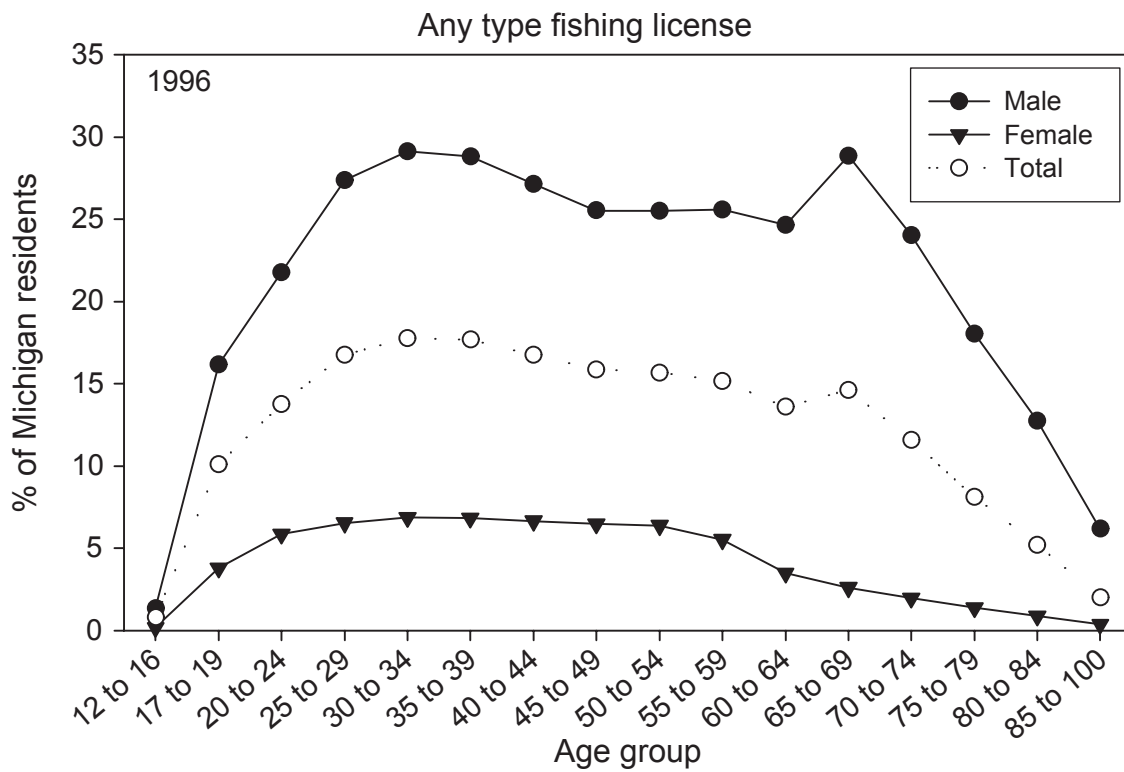 Any type fishing license
1996
Male
Female
Total
% of Michigan residents
35
30
25
20
15
10
5
0
12 to 16
17 to 19
20 to 24
25 to 29
30 to 34
35 to 39
40 to 44
45 to 49
50 to 54
55 to 59
60 to 64
65 to 69
70 to 74
75 to 79
80 to 84
85 to 100
Age group